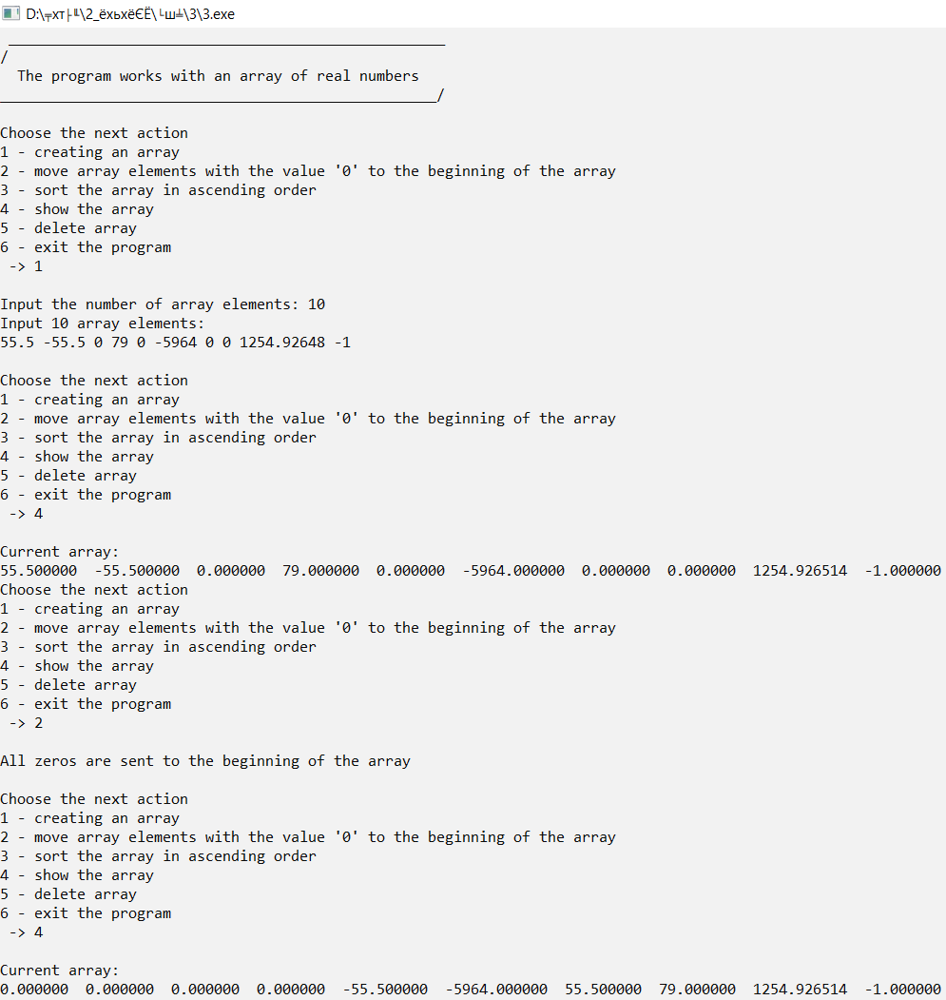 D:\╤хт├╙\2_ёхьхёЄЁ\└ш╧\3\3.exe
__________________________________________________
/
The program works with an array of real numbers
__________________________________________________/
Choose the next action
1 - creating an array
2 - move array elements with the value '0' to the beginning of the array
3 - sort the array in ascending order
4 - show the array
5 - delete array
6 - exit the program
-> 1
Input the number of array elements: 10
Input 10 array elements:
55.5 -55.5 0 79 0 -5964 0 0 1254.92648 -1
Choose the next action
1 - creating an array
2 - move array elements with the value '0' to the beginning of the array
3 - sort the array in ascending order
4 - show the array
5 - delete array
6 - exit the program
-> 4
Current array:
55.500000  -55.500000  0.000000  79.000000  0.000000  -5964.000000  0.000000  0.000000  1254.926514  -1.000000
Choose the next action
1 - creating an array
2 - move array elements with the value '0' to the beginning of the array
3 - sort the array in ascending order
4 - show the array
5 - delete array
6 - exit the program
-> 2
All zeros are sent to the beginning of the array
Choose the next action
1 - creating an array
2 - move array elements with the value '0' to the beginning of the array
3 - sort the array in ascending order
4 - show the array
5 - delete array
6 - exit the program
-> 4
Current array:
0.000000  0.000000  0.000000  0.000000  -55.500000  -5964.000000  55.500000  79.000000  1254.926514  -1.000000